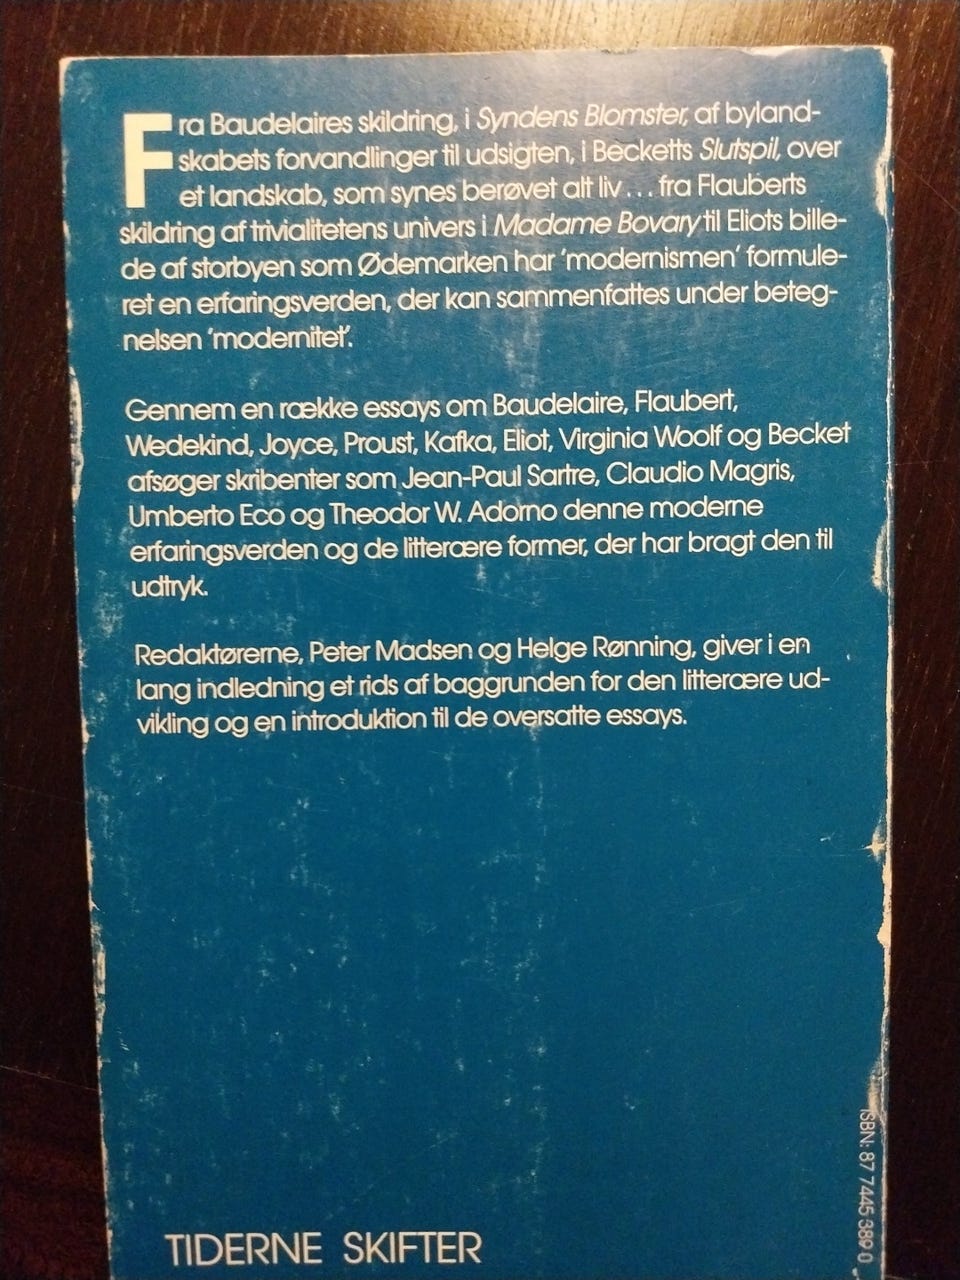 Fra Baudelaires skildring, i Syndens Blomster, af byland-
skabets forvandlinger til udsigten, i Becketts Slutspil, over
et landskab, som synes berøvet alt liv... fra Flauberts
skildring af trivialitetens univers i Madame Bovary til Eliots bille-
de af storbyen som Ødemarken har 'modernismen' formule-
ret en erfaringsverden, der kan sammenfattes under beteg-
nelsen 'modernitet'.
Gennem en række essays om Baudelaire, Flaubert,
Wedekind, Joyce, Proust, Kafka, Eliot, Virginia Woolf og Becket
afsøger skribenter som Jean-Paul Sartre, Claudio Magris,
Umberto Eco og Theodor W. Adorno denne moderne
erfaringsverden og de litterære former, der har bragt den til
udtryk.
Redaktørerne, Peter Madsen og Helge Rønning, giver i en
lang indledning et rids af baggrunden for den litterære ud-
vikling og en introduktion til de oversatte essays.
TIDERNE SKIFTER
ISBN: 87 7445 389 0